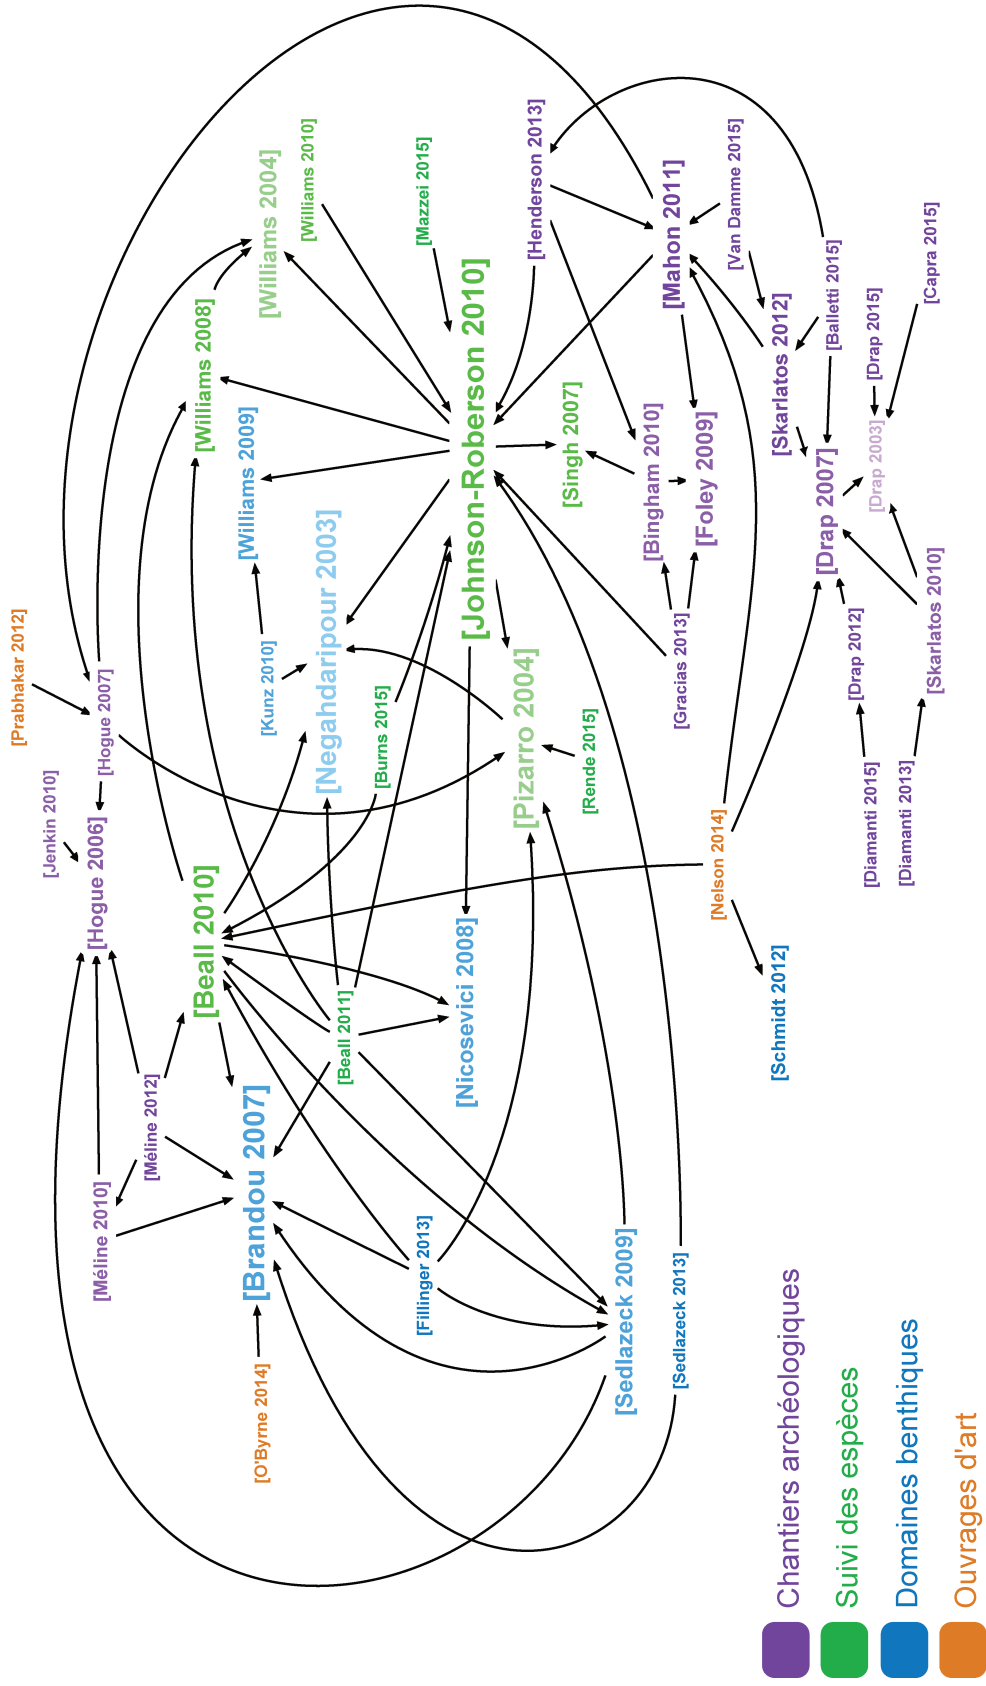 [Prabhakar 2012]
[Jenkin 2010]
[Hogue 2007]
[Hogue 2006]
[Méline 2010]
[Méline 2012]
[Beall 2010]
[Williams 2008]
[Williams 2009]
[Williams 2004]
[Williams 2010]
[Kunz 2010]
[Brandou 2007]
[O'Byrne 2014]
[Negahdaripour 2003]
[Beall 2011]
[Burns 2015]
[Mazzei 2015]
[Fillinger 2013]
[Nicosevici 2008]
[Johnson-Roberson 2010]
[Pizarro 2004]
[Henderson 2013]
[Singh 2007]
[Rende 2015]
[Sedlazeck 2009]
[Bingham 2010]
[Mahon 2011]
[Gracias 2013]
[Sedlazeck 2013]
[Foley 2009]
[Nelson 2014]
[Van Damme 2015]
[Schmidt 2012]
[Skarlatos 2012]
[Drap 2007]
[Balletti 2015]
[Drap 2012]
[Diamanti 2015]
[Drap 2003]
[Drap 2015]
[Diamanti 2013]
[Skarlatos 2010]
[Capra 2015]
Chantiers archéologiques
Suivi des espèces
Domaines benthiques
Ouvrages d'art